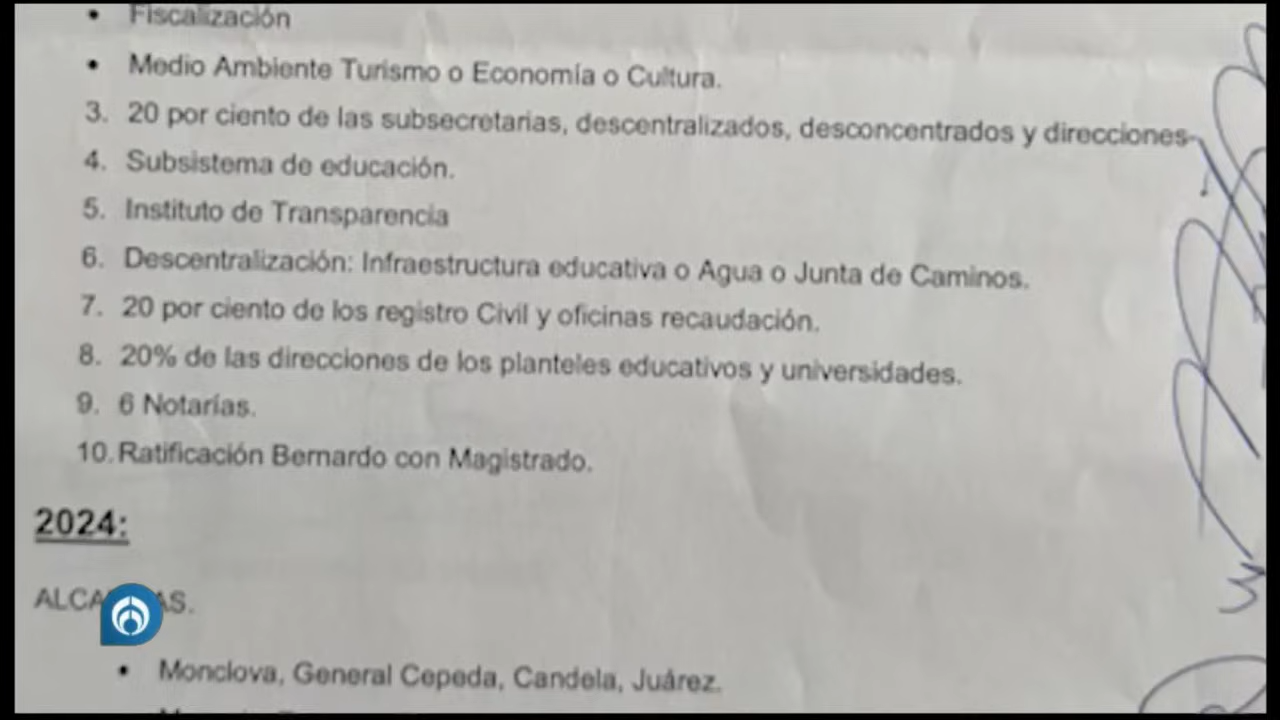 • Fiscalización
• Medio Ambiente Turismo o Economía o Cultura.
3. 20 por ciento de las subsecretarias, descentralizados, desconcentrados y direcciones
4. Subsistema de educación.
5. Instituto de Transparencia
6. Descentralización: Infraestructura educativa o Agua o Junta de Caminos.
7. 20 por ciento de los registro Civil y oficinas recaudación.
8. 20% de las direcciones de los planteles educativos y universidades.
9. 6 Notarías.
10. Ratificación Bernardo con Magistrado.
2024:
• Monclova, General Cepeda, Candela, Juárez.